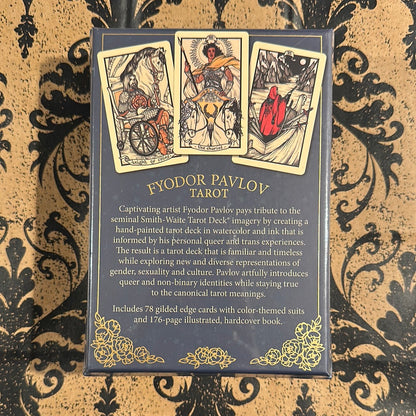 FYODOR PAVLOV
TAROT
Captivating artist Fyodor Pavlov pays tribute to the
seminal Smith-Waite Tarot Deck® imagery by creating a
hand-painted tarot deck in watercolor and ink that is
informed by his personal queer and trans experiences.
The result is a tarot deck that is familiar and timeless
while exploring new and diverse representations of
gender, sexuality and culture. Pavlov artfully introduces
queer and non-binary identities while staying true
to the canonical tarot meanings.
Includes 78 gilded edge cards with color-themed suits
and 176-page illustrated, hardcover book.